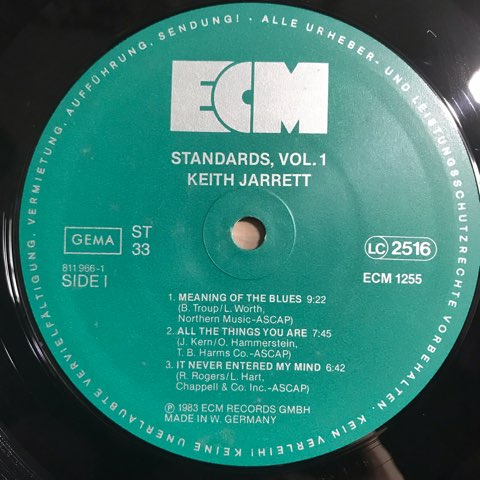 KEINE UNERLAUBTE VERVIELFÄLTIGUNG, VERMIETUNG, AUFFÜHRUNG, SENDUNG! · ALLE URHEBER- UND LEISTUNGSSCHUTZRECHTE VORBEHALTEN. KEIN VERLEIH!
ECM
STANDARDS, VOL. 1
KEITH JARRETT
GEMA
ST
33
LC 2516
811 966-1
SIDE I
ECM 1255
1. MEANING OF THE BLUES 9:22
(B. Troup/L. Worth,
Northern Music-ASCAP)
2. ALL THE THINGS YOU ARE 7:45
(J. Kern/O. Hammerstein,
T. B. Harms Co.-ASCAP)
3. IT NEVER ENTERED MY MIND 6:42
(R. Rogers/L. Hart,
Chappell & Co. Inc.-ASCAP)
Ⓟ 1983 ECM RECORDS GMBH
MADE IN W. GERMANY